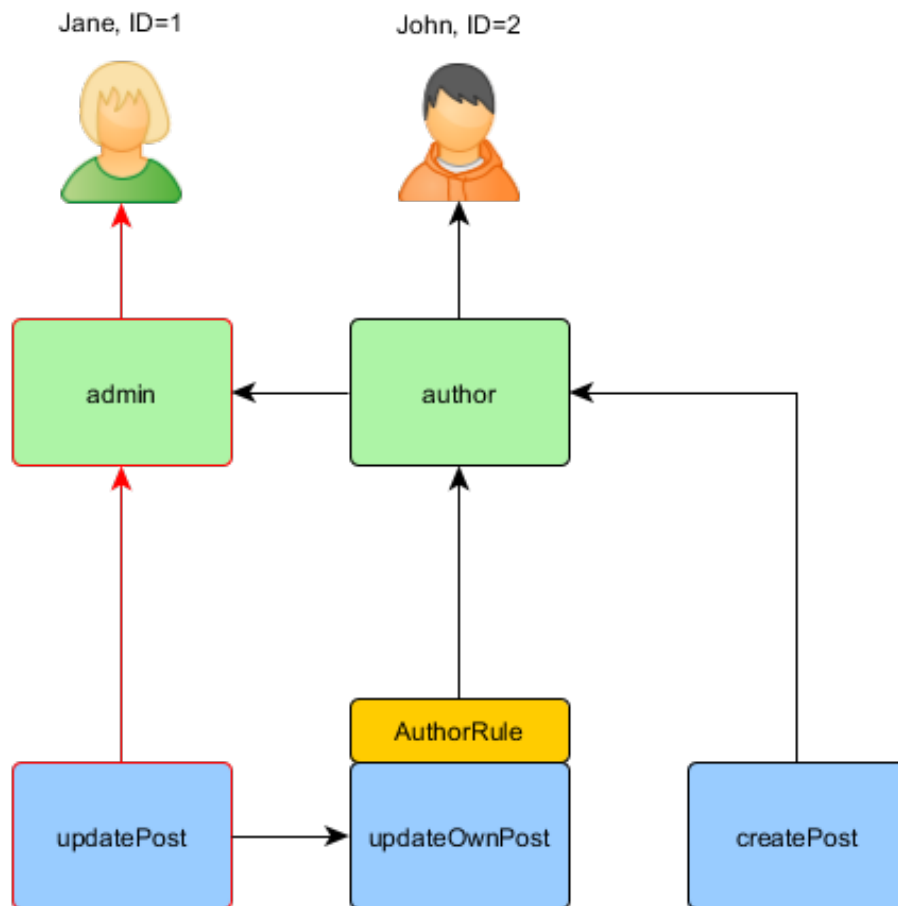 Jane, ID=1
John, ID=2
admin
author
AuthorRule
updatePost
updateOwnPost
createPost